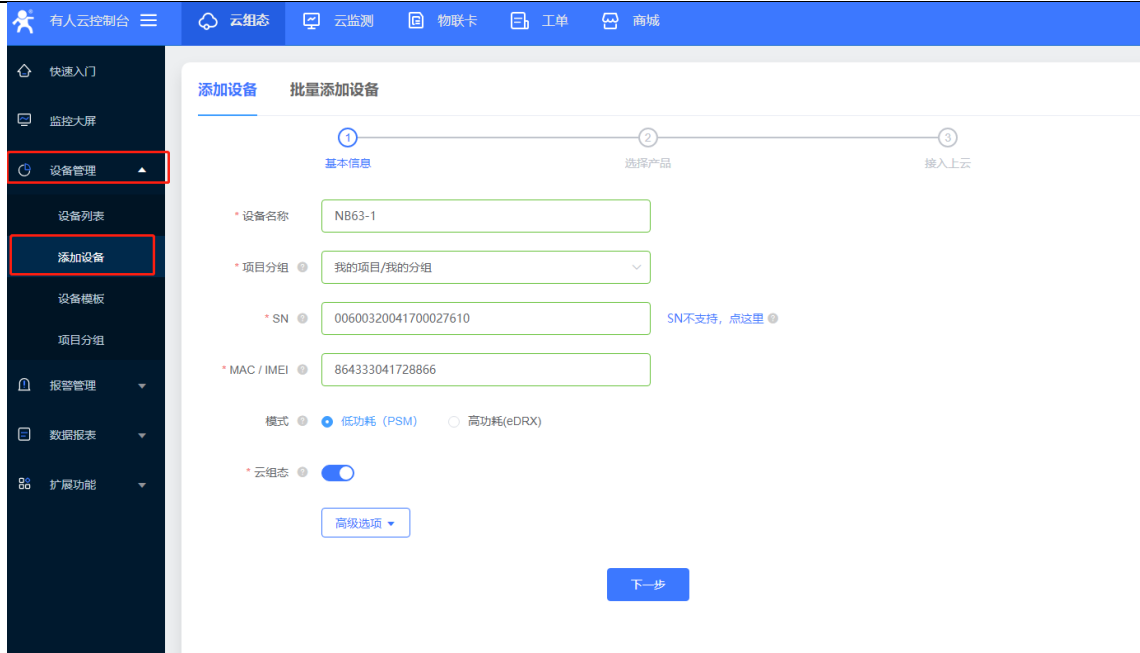 有人云控制台 云组态 云监测 物联卡 工单 商城
快速入门
监控大屏
设备管理
设备列表
添加设备
设备模板
项目分组
报警管理
数据报表
扩展功能
添加设备 批量添加设备
1 2 3
基本信息 选择产品 接入上云
* 设备名称 NB63-1
* 项目分组 ? 我的项目/我的分组
* SN ? 00600320041700027610 SN不支持，点这里 ?
* MAC / IMEI ? 864333041728866
模式 ? 低功耗（PSM） 高功耗(eDRX)
* 云组态 ?
高级选项
下一步